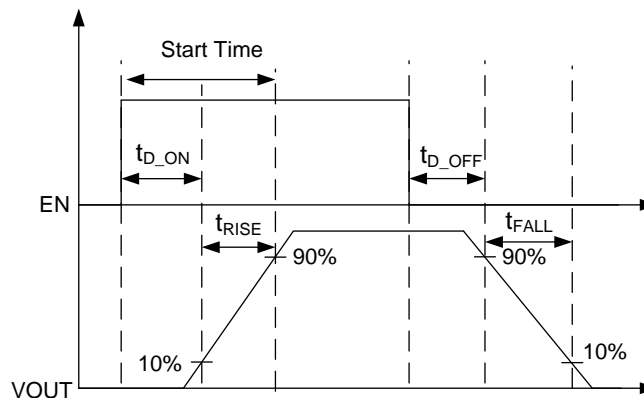 Start Time
tD_ON
tD_OFF
EN
tRISE
tFALL
90%
90%
10%
10%
VOUT